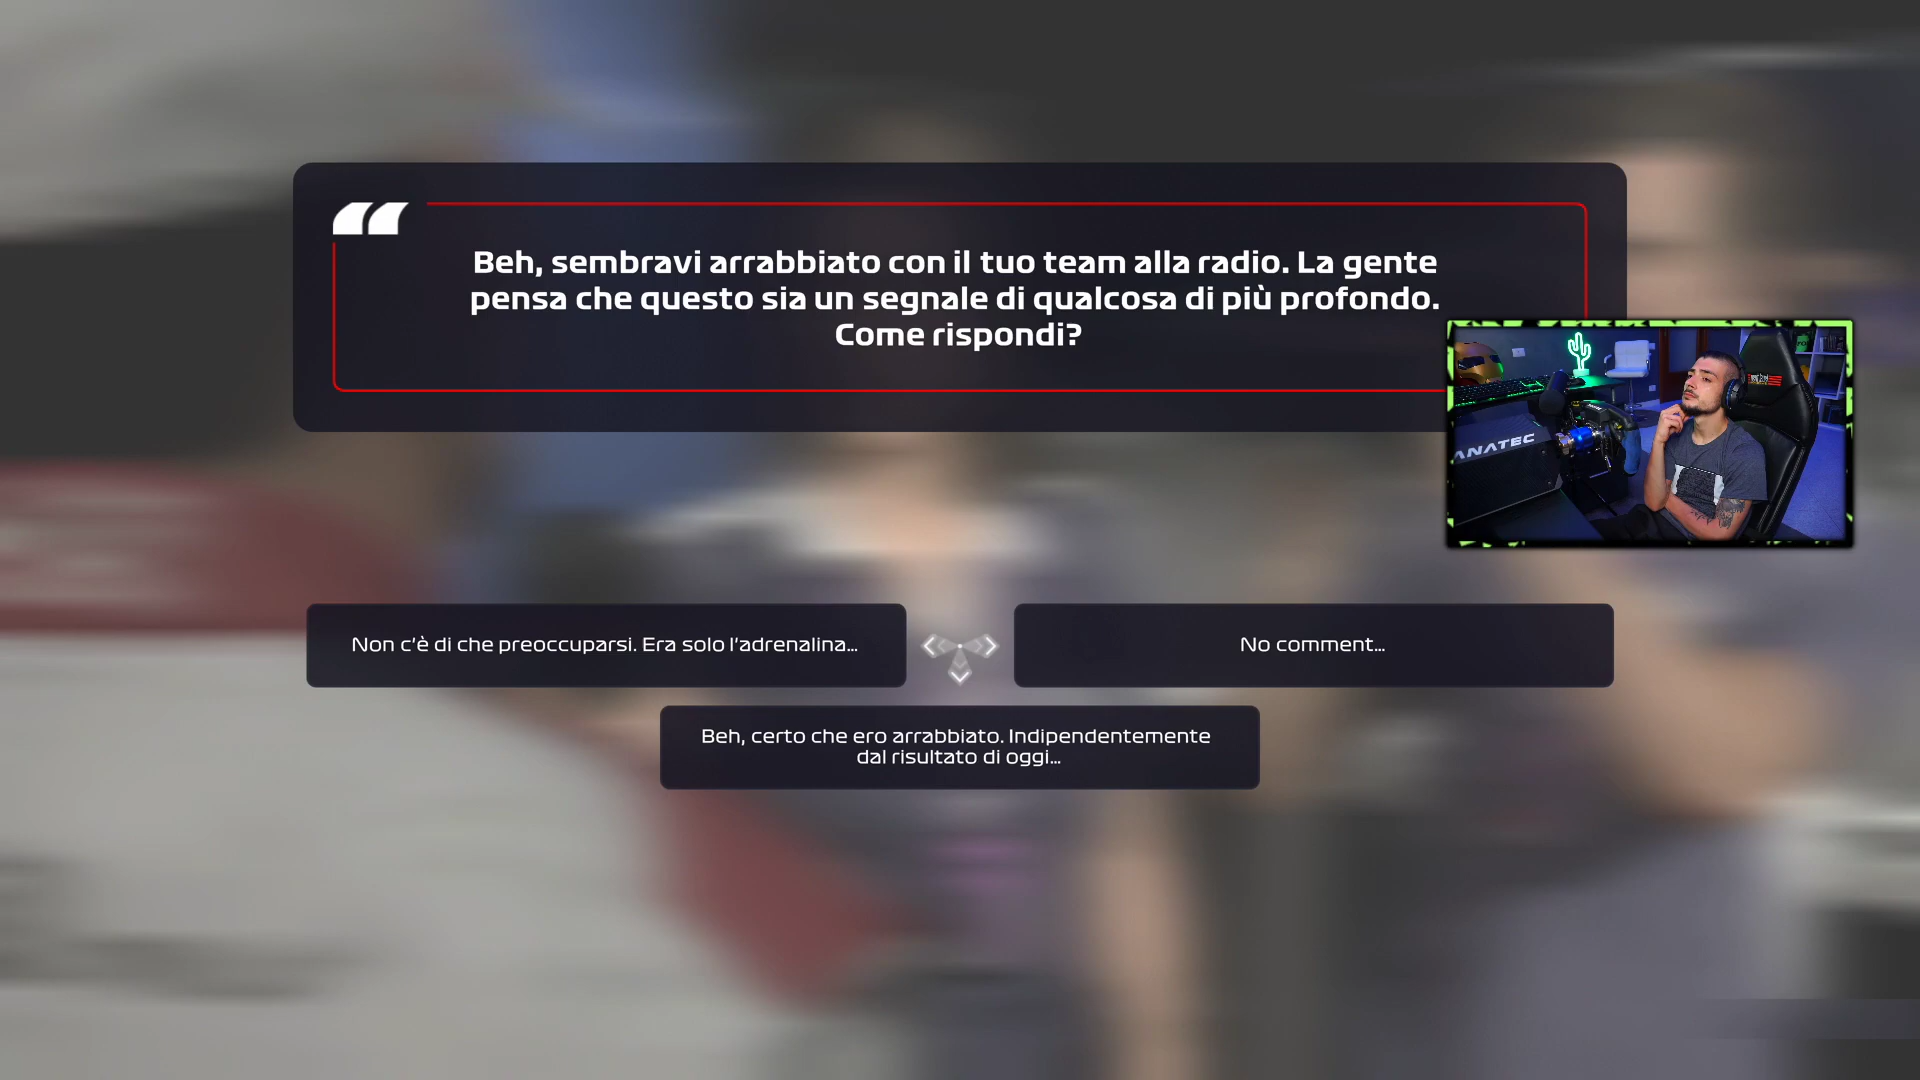 Beh, sembravi arrabbiato con il tuo team alla radio. La gente
pensa che questo sia un segnale di qualcosa di più profondo.
Come rispondi?
ANATEC
Non c'è di che preoccuparsi. Era solo l'adrenalina...
No comment...
Beh, certo che ero arrabbiato. Indipendentemente
dal risultato di oggi...